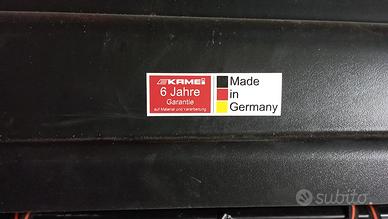 KAMEI
6 Jahre
Garantie
auf Material und Verarbeitung
Made
in
Germany
subito